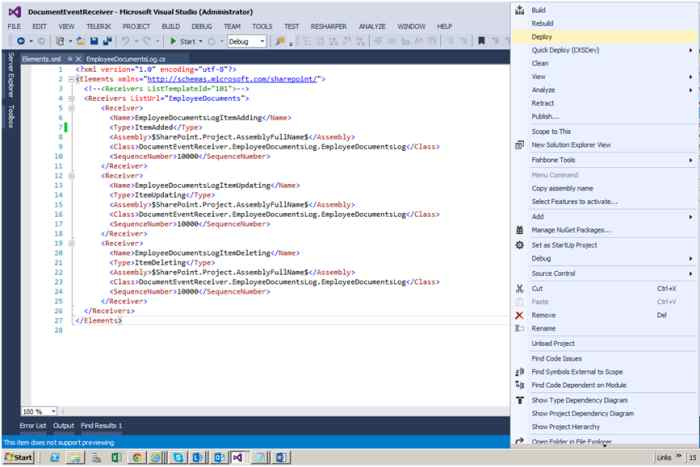 DocumentEventReceiver - Microsoft Visual Studio (Administrator)
FILE EDIT VIEW TELERIK PROJECT BUILD DEBUG TEAM TOOLS TEST RESHARPER ANALYZE WINDOW HELP
Start Debug
Server Explorer
Toolbox
Elements.xml EmployeeDocumentsLog.cs
1 <?xml version="1.0" encoding="utf-8"?>
2 <Elements xmlns="http://schemas.microsoft.com/sharepoint/">
3 <!--<Receivers ListTemplateId="101">-->
4 <Receivers ListUrl="EmployeeDocuments">
5 <Receiver>
6 <Name>EmployeeDocumentsLogItemAdding</Name>
7 <Type>ItemAdded</Type>
8 <Assembly>$SharePoint.Project.AssemblyFullName$</Assembly>
9 <Class>DocumentEventReceiver.EmployeeDocumentsLog.EmployeeDocumentsLog</Class>
10 <SequenceNumber>10000</SequenceNumber>
11 </Receiver>
12 <Receiver>
13 <Name>EmployeeDocumentsLogItemUpdating</Name>
14 <Type>ItemUpdating</Type>
15 <Assembly>$SharePoint.Project.AssemblyFullName$</Assembly>
16 <Class>DocumentEventReceiver.EmployeeDocumentsLog.EmployeeDocumentsLog</Class>
17 <SequenceNumber>10000</SequenceNumber>
18 </Receiver>
19 <Receiver>
20 <Name>EmployeeDocumentsLogItemDeleting</Name>
21 <Type>ItemDeleting</Type>
22 <Assembly>$SharePoint.Project.AssemblyFullName$</Assembly>
23 <Class>DocumentEventReceiver.EmployeeDocumentsLog.EmployeeDocumentsLog</Class>
24 <SequenceNumber>10000</SequenceNumber>
25 </Receiver>
26 </Receivers>
27 </Elements>
28
100 %
Error List Output Find Results 1
This item does not support previewing
Start
Build
Rebuild
Deploy
Quick Deploy (CKSDev)
Clean
View
Analyze
Retract
Publish...
Scope to This
New Solution Explorer View
Fishbone Tools
Menu Command
Copy assembly name
Select Features to activate...
Add
Manage NuGet Packages...
Set as StartUp Project
Debug
Source Control
Cut Ctrl+X
Paste Ctrl+V
Remove Del
Rename
Unload Project
Find Code Issues
Find Symbols External to Scope
Find Code Dependent on Module
Show Type Dependency Diagram
Show Project Dependency Diagram
Show Project Hierarchy
Open Folder in File Explorer
Links » 15